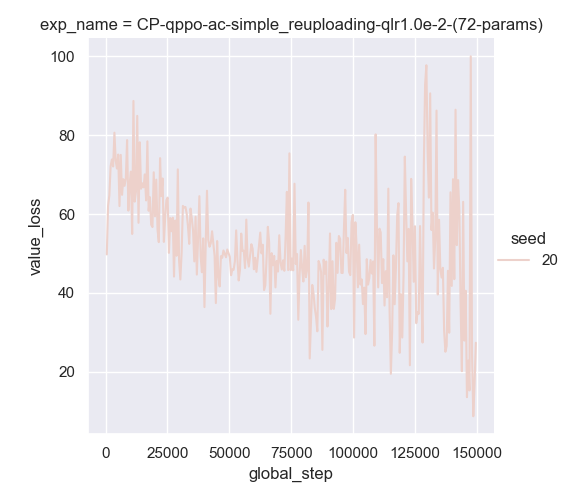 exp_name = CP-qppo-ac-simple_reuploading-qlr1.0e-2-(72-params)
100
80
60
40
20
value_loss
0 25000 50000 75000 100000 125000 150000
global_step
seed
20